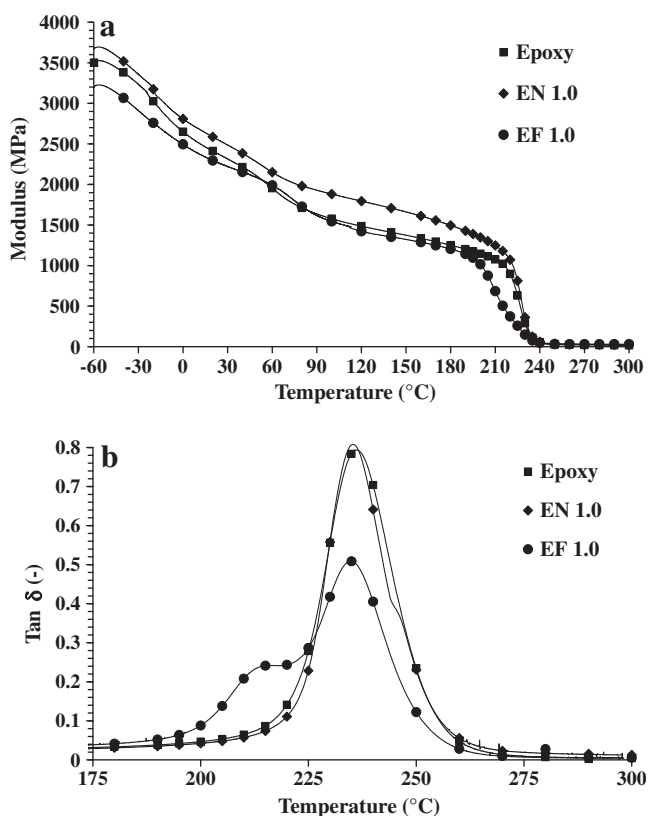 a
4000
3500
3000
2500
2000
1500
1000
500
0
Modulus (MPa)
Epoxy
EN 1.0
EF 1.0
-60 -30 0 30 60 90 120 150 180 210 240 270 300
Temperature (°C)
b
0.8
0.7
0.6
0.5
0.4
0.3
0.2
0.1
0
Tan δ (-)
Epoxy
EN 1.0
EF 1.0
175 200 225 250 275 300
Temperature (°C)